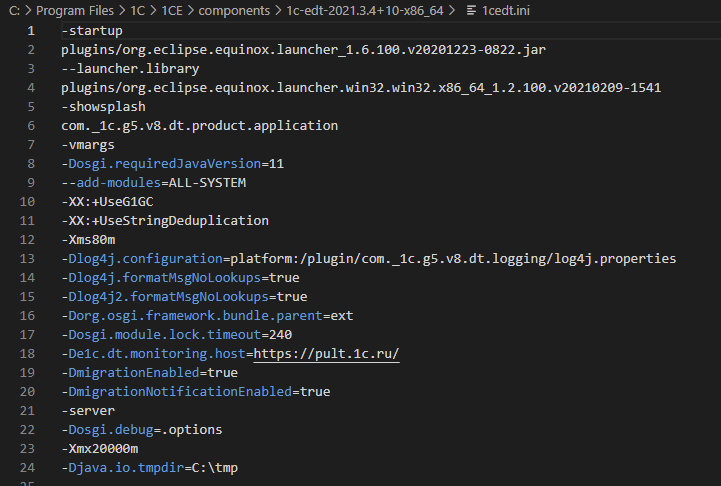 C: > Program Files > 1C > 1CE > components > 1c-edt-2021.3.4+10-x86_64 > 1cedt.ini
1 -startup
2 plugins/org.eclipse.equinox.launcher_1.6.100.v20201223-0822.jar
3 --launcher.library
4 plugins/org.eclipse.equinox.launcher.win32.win32.x86_64_1.2.100.v20210209-1541
5 -showsplash
6 com._1c.g5.v8.dt.product.application
7 -vmargs
8 -Dosgi.requiredJavaVersion=11
9 --add-modules=ALL-SYSTEM
10 -XX:+UseG1GC
11 -XX:+UseStringDeduplication
12 -Xms80m
13 -Dlog4j.configuration=platform:/plugin/com._1c.g5.v8.dt.logging/log4j.properties
14 -Dlog4j.formatMsgNoLookups=true
15 -Dlog4j2.formatMsgNoLookups=true
16 -Dorg.osgi.framework.bundle.parent=ext
17 -Dosgi.module.lock.timeout=240
18 -De1c.dt.monitoring.host=https://pult.1c.ru/
19 -DmigrationEnabled=true
20 -DmigrationNotificationEnabled=true
21 -server
22 -Dosgi.debug=.options
23 -Xmx20000m
24 -Djava.io.tmpdir=C:\tmp